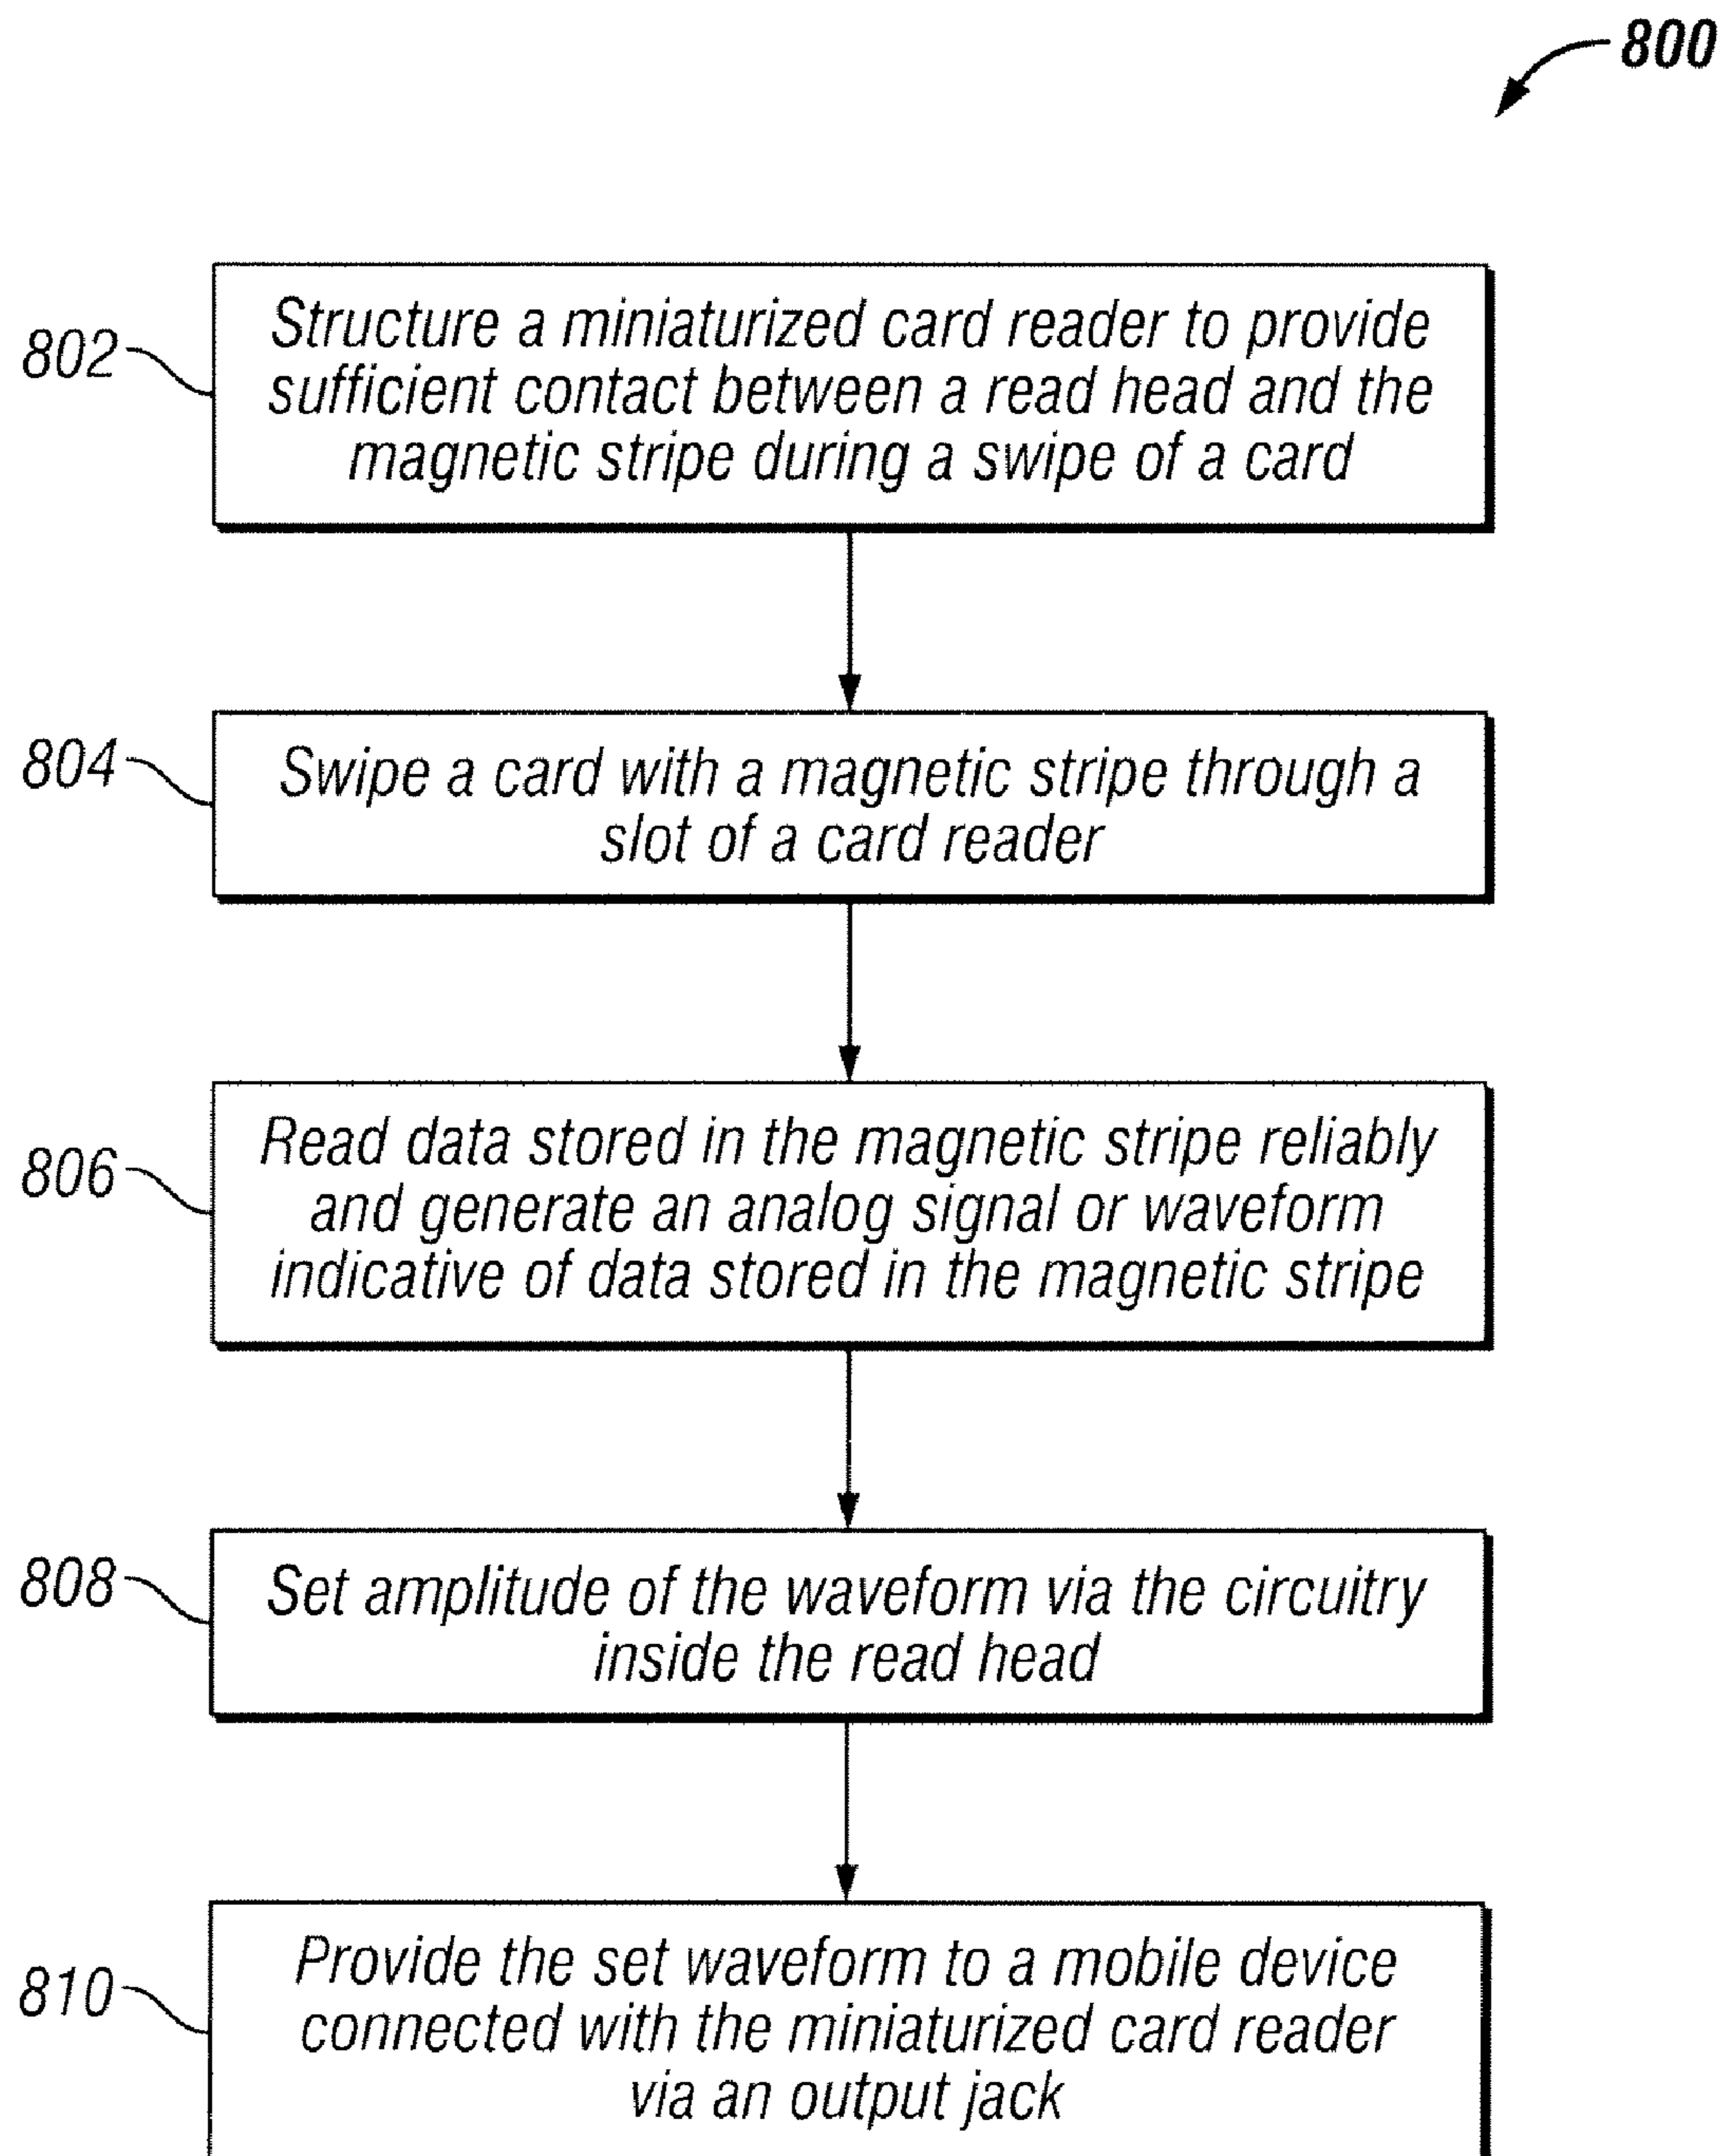 800
802
Structure a miniaturized card reader to provide
sufficient contact between a read head and the
magnetic stripe during a swipe of a card
804
Swipe a card with a magnetic stripe through a
slot of a card reader
806
Read data stored in the magnetic stripe reliably
and generate an analog signal or waveform
indicative of data stored in the magnetic stripe
808
Set amplitude of the waveform via the circuitry
inside the read head
810
Provide the set waveform to a mobile device
connected with the miniaturized card reader
via an output jack